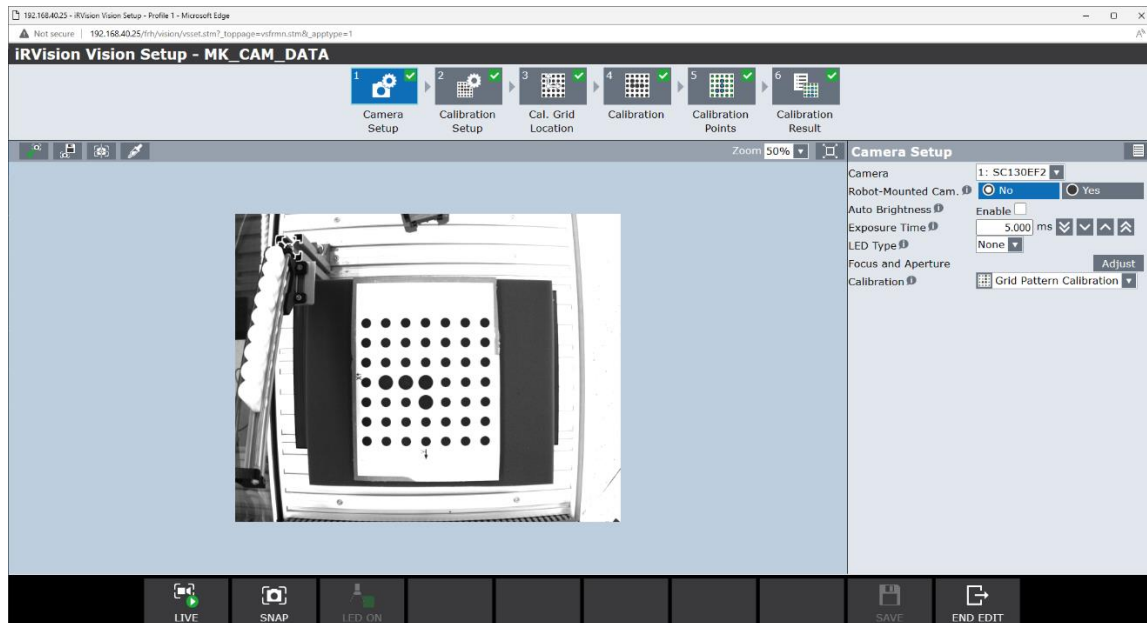 192.168.40.25 - iRVision Vision Setup - Profile 1 - Microsoft Edge
Not secure | 192.168.40.25/frh/vision/vsset.stm?_toppage=vsfrmn.stm&_apptype=1
iRVision Vision Setup - MK_CAM_DATA
1 2 3 4 5 6
Camera Setup
Calibration Setup
Cal. Grid Location
Calibration
Calibration Points
Calibration Result
Zoom 50%
Camera Setup
Camera 1: SC130EF2
Robot-Mounted Cam. No Yes
Auto Brightness Enable
Exposure Time 5.000 ms
LED Type None
Focus and Aperture Adjust
Calibration Grid Pattern Calibration
LIVE SNAP LED ON SAVE END EDIT